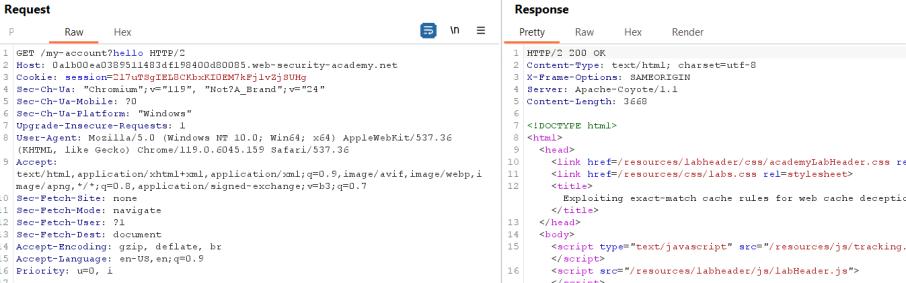 Request
Response
P Raw Hex \n
Pretty Raw Hex Render
1 GET /my-account?hello HTTP/2
2 Host: 0a1b00ea0389511483df198400d80085.web-security-academy.net
3 Cookie:
4 Sec-Ch-Ua: "Chromium";v="119", "Not?A_Brand";v="24"
5 Sec-Ch-Ua-Mobile: ?0
6 Sec-Ch-Ua-Platform: "Windows"
7 Upgrade-Insecure-Requests: 1
8 User-Agent: Mozilla/5.0 (Windows NT 10.0; Win64; x64) AppleWebKit/537.36
(KHTML, like Gecko) Chrome/119.0.6045.159 Safari/537.36
9 Accept:
text/html,application/xhtml+xml,application/xml;q=0.9,image/avif,image/webp,i
mage/apng,*/*;q=0.8,application/signed-exchange;v=b3;q=0.7
10 Sec-Fetch-Site: none
11 Sec-Fetch-Mode: navigate
12 Sec-Fetch-User: ?1
13 Sec-Fetch-Dest: document
14 Accept-Encoding: gzip, deflate, br
15 Accept-Language: en-US,en;q=0.9
16 Priority: u=0, i
1 HTTP/2 200 OK
2 Content-Type: text/html; charset=utf-8
3 X-Frame-Options: SAMEORIGIN
4 Server: Apache-Coyote/1.1
5 Content-Length: 3668
6
7 <!DOCTYPE html>
8 <html>
9 <head>
10 <link href=/resources/labheader/css/academyLabHeader.css re
11 <link href=/resources/css/labs.css rel=stylesheet>
12 <title>
Exploiting exact-match cache rules for web cache decepti
</title>
13 </head>
14 <body>
15 <script type="text/javascript" src="/resources/js/tracking.
</script>
16 <script src="/resources/labheader/js/labHeader.js">